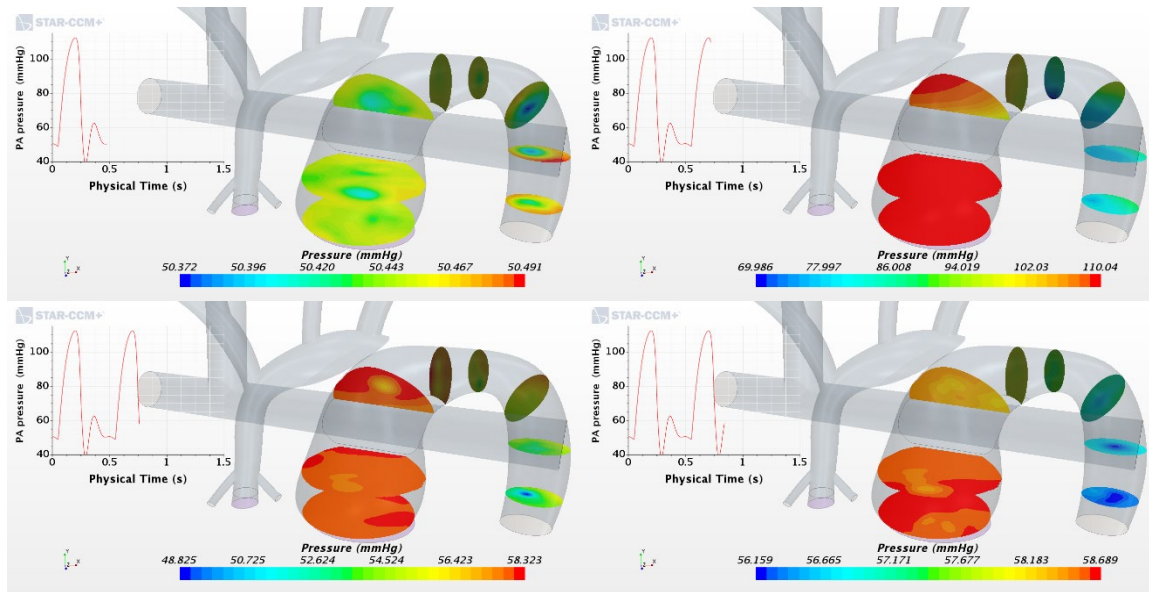 STAR-CCM+
PA pressure (mmHg)
100
80
60
40
0 0.5 1 1.5
Physical Time (s)
Y
Z X
Pressure (mmHg)
50.372 50.396 50.420 50.443 50.467 50.491
STAR-CCM+
PA pressure (mmHg)
100
80
60
40
0 0.5 1 1.5
Physical Time (s)
Y
Z X
Pressure (mmHg)
69.986 77.997 86.008 94.019 102.03 110.04
STAR-CCM+
PA pressure (mmHg)
100
80
60
40
0 0.5 1 1.5
Physical Time (s)
Y
Z X
Pressure (mmHg)
48.825 50.725 52.624 54.524 56.423 58.323
STAR-CCM+
PA pressure (mmHg)
100
80
60
40
0 0.5 1 1.5
Physical Time (s)
Y
Z X
Pressure (mmHg)
56.159 56.665 57.171 57.677 58.183 58.689